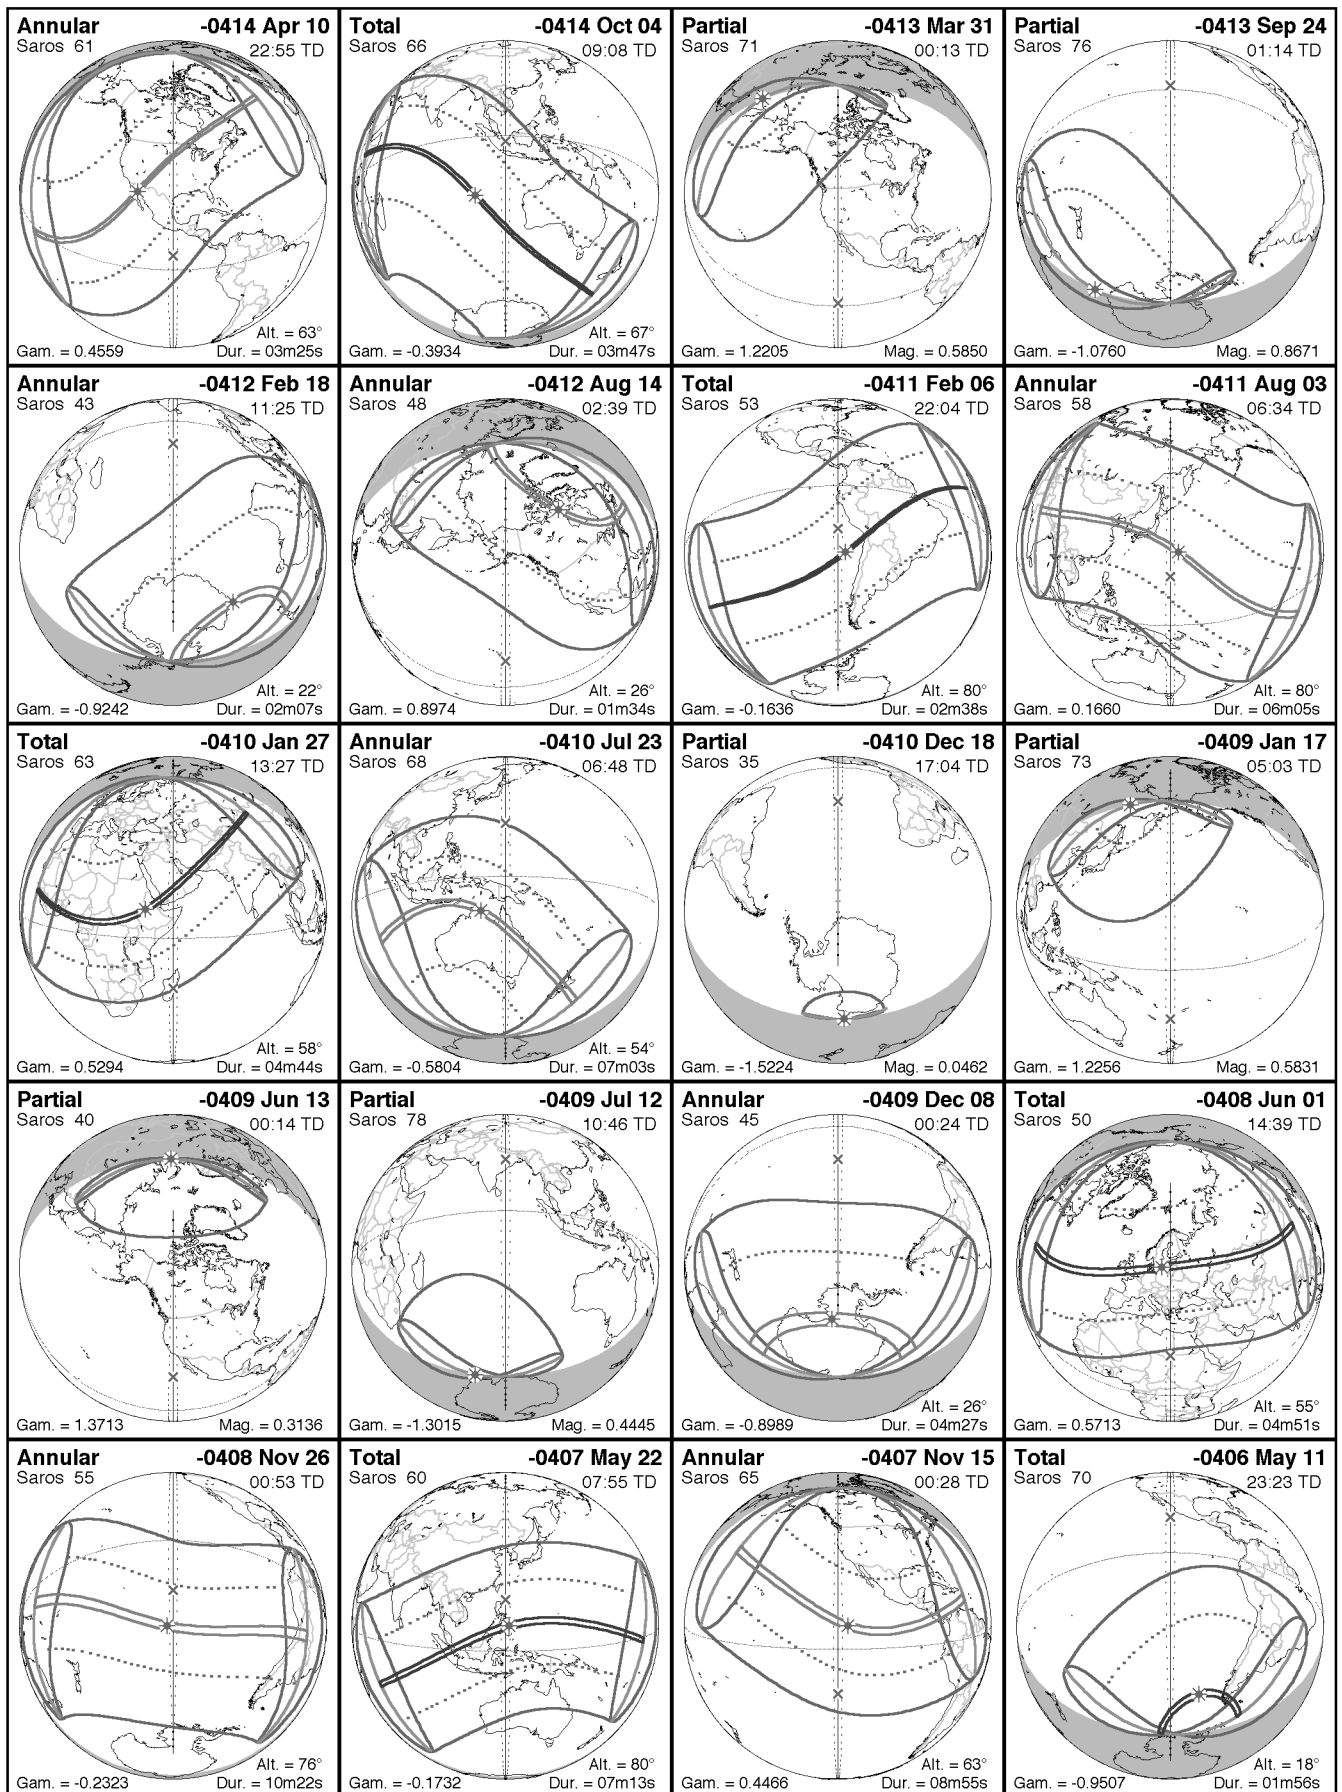 Annular -0414 Apr 10
Saros 61 22:55 TD
Alt. = 63°
Gam. = 0.4559 Dur. = 03m25s
Total -0414 Oct 04
Saros 66 09:08 TD
Alt. = 67°
Gam. = -0.3934 Dur. = 03m47s
Partial -0413 Mar 31
Saros 71 00:13 TD
Gam. = 1.2205 Mag. = 0.5850
Partial -0413 Sep 24
Saros 76 01:14 TD
Gam. = -1.0760 Mag. = 0.8671
Annular -0412 Feb 18
Saros 43 11:25 TD
Alt. = 22°
Gam. = -0.9242 Dur. = 02m07s
Annular -0412 Aug 14
Saros 48 02:39 TD
Alt. = 26°
Gam. = 0.8974 Dur. = 01m34s
Total -0411 Feb 06
Saros 53 22:04 TD
Alt. = 80°
Gam. = -0.1636 Dur. = 02m38s
Annular -0411 Aug 03
Saros 58 06:34 TD
Alt. = 80°
Gam. = 0.1660 Dur. = 06m05s
Total -0410 Jan 27
Saros 63 13:27 TD
Alt. = 58°
Gam. = 0.5294 Dur. = 04m44s
Annular -0410 Jul 23
Saros 68 06:48 TD
Alt. = 54°
Gam. = -0.5804 Dur. = 07m03s
Partial -0410 Dec 18
Saros 35 17:04 TD
Gam. = -1.5224 Mag. = 0.0462
Partial -0409 Jan 17
Saros 73 05:03 TD
Gam. = 1.2256 Mag. = 0.5831
Partial -0409 Jun 13
Saros 40 00:14 TD
Gam. = 1.3713 Mag. = 0.3136
Partial -0409 Jul 12
Saros 78 10:46 TD
Gam. = -1.3015 Mag. = 0.4445
Annular -0409 Dec 08
Saros 45 00:24 TD
Alt. = 26°
Gam. = -0.8989 Dur. = 04m27s
Total -0408 Jun 01
Saros 50 14:39 TD
Alt. = 55°
Gam. = 0.5713 Dur. = 04m51s
Annular -0408 Nov 26
Saros 55 00:53 TD
Alt. = 76°
Gam. = -0.2323 Dur. = 10m22s
Total -0407 May 22
Saros 60 07:55 TD
Alt. = 80°
Gam. = -0.1732 Dur. = 07m13s
Annular -0407 Nov 15
Saros 65 00:28 TD
Alt. = 63°
Gam. = 0.4466 Dur. = 08m55s
Total -0406 May 11
Saros 70 23:23 TD
Alt. = 18°
Gam. = -0.9507 Dur. = 01m56s